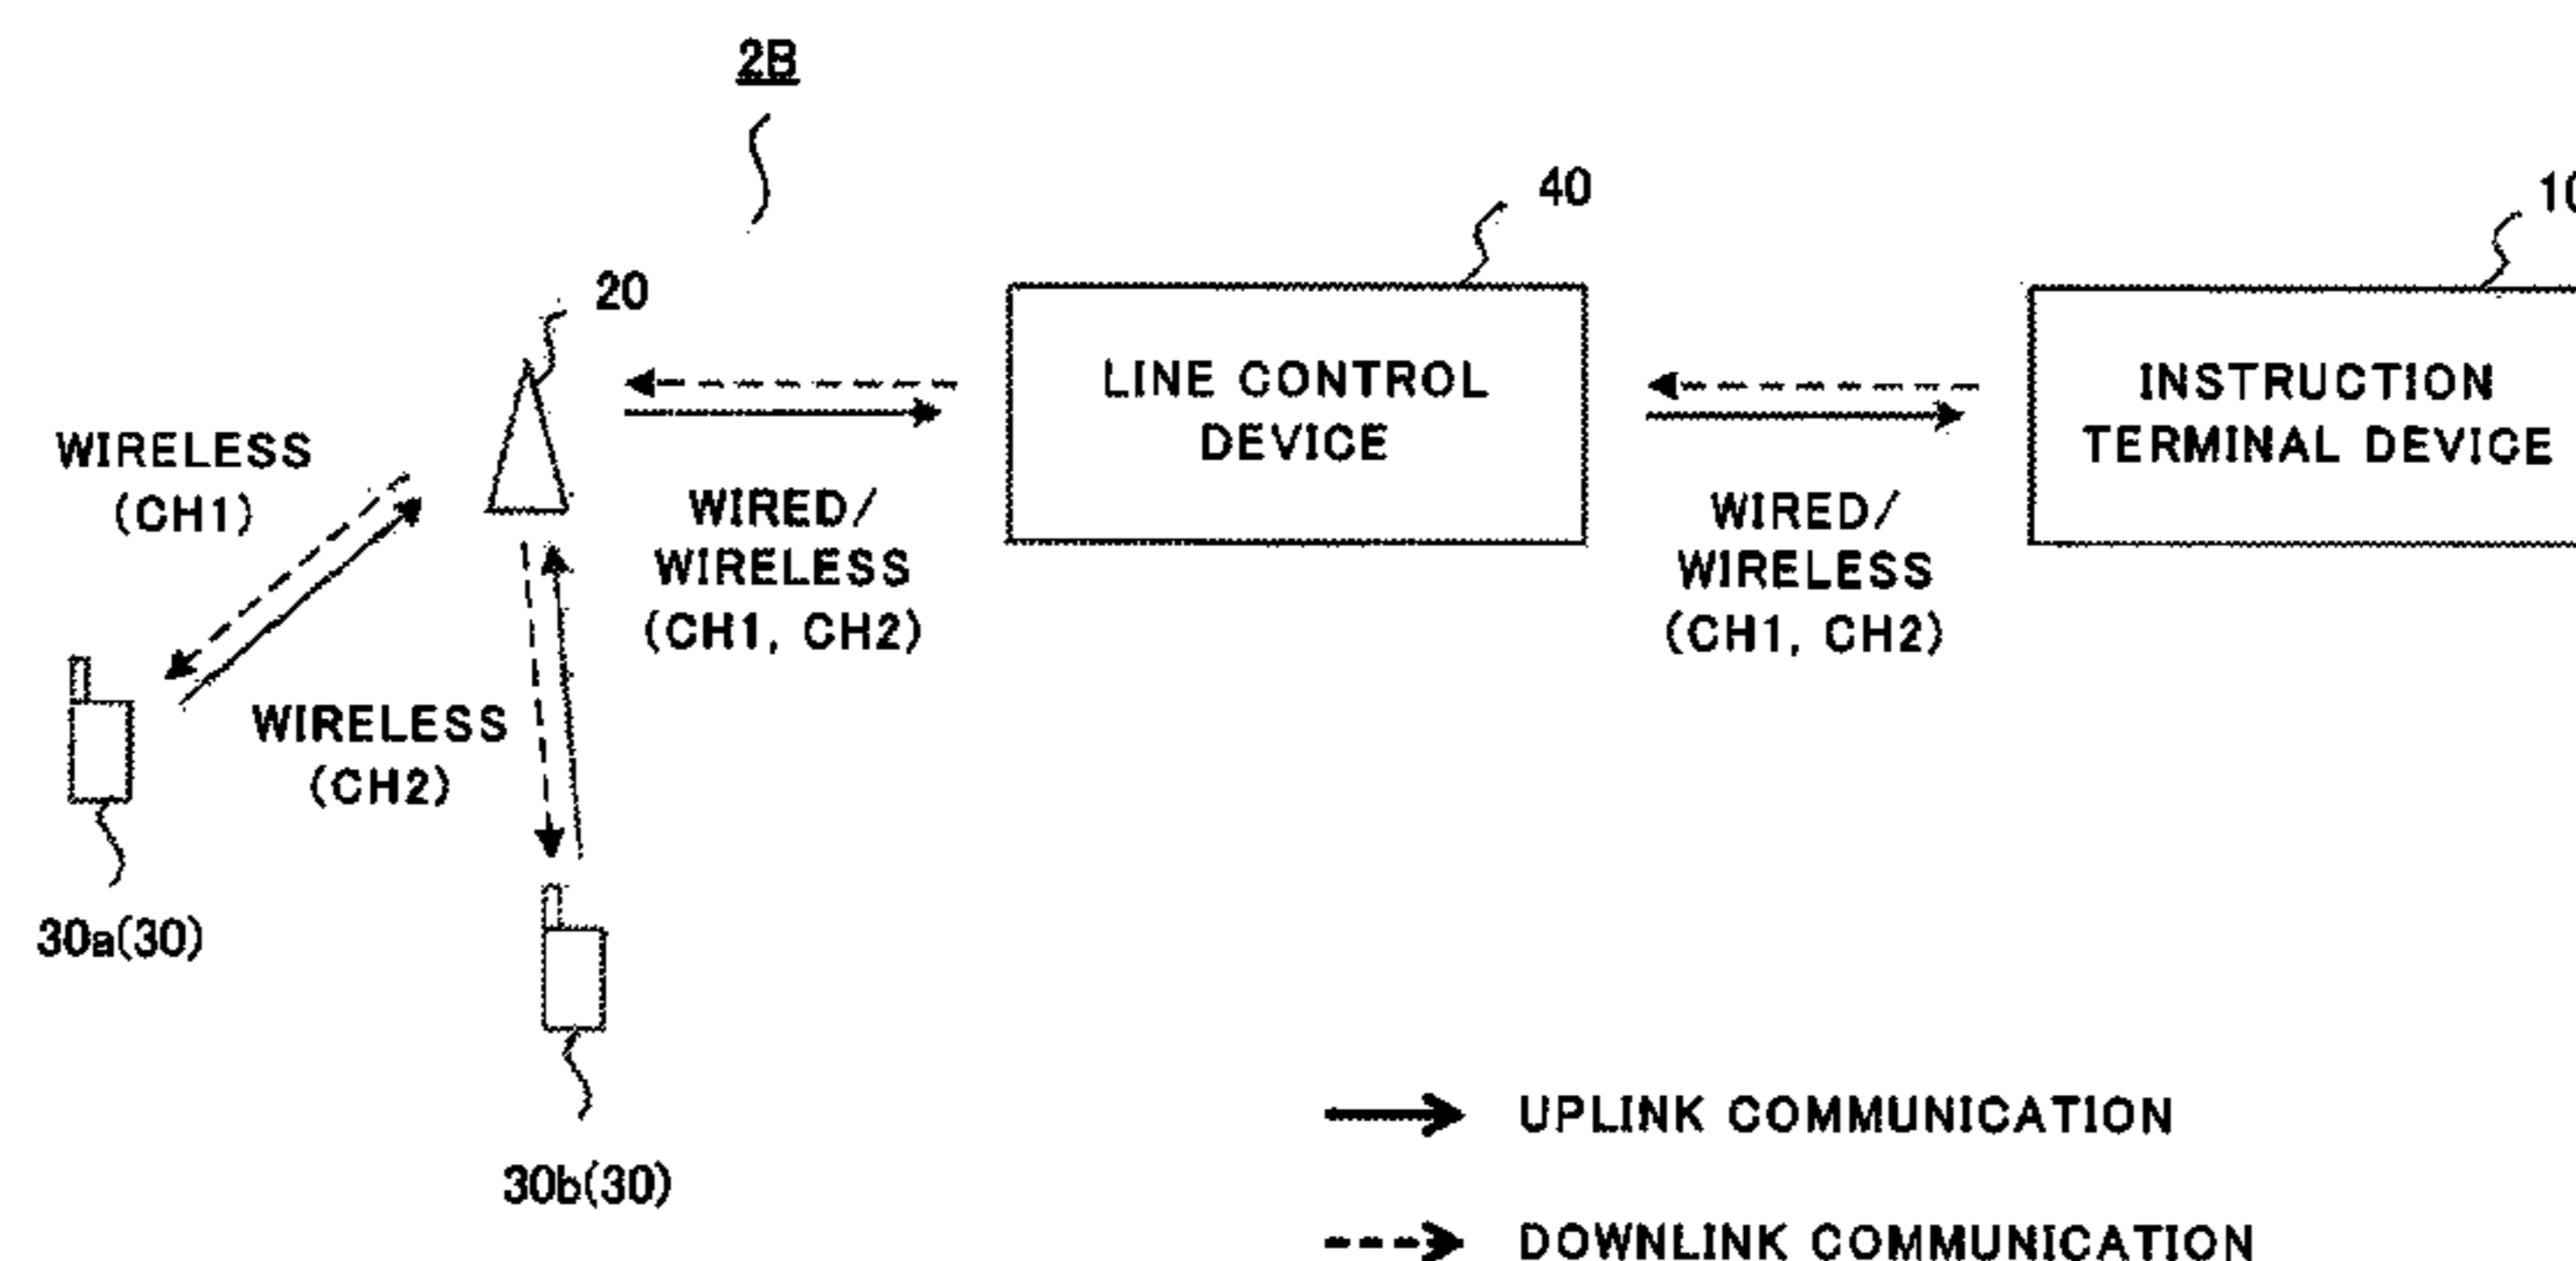 2B
40
10
20
LINE CONTROL
DEVICE
INSTRUCTION
TERMINAL DEVICE
WIRELESS
(CH1)
WIRED/
WIRELESS
(CH1, CH2)
WIRED/
WIRELESS
(CH1, CH2)
WIRELESS
(CH2)
30a(30)
30b(30)
UPLINK COMMUNICATION
DOWNLINK COMMUNICATION